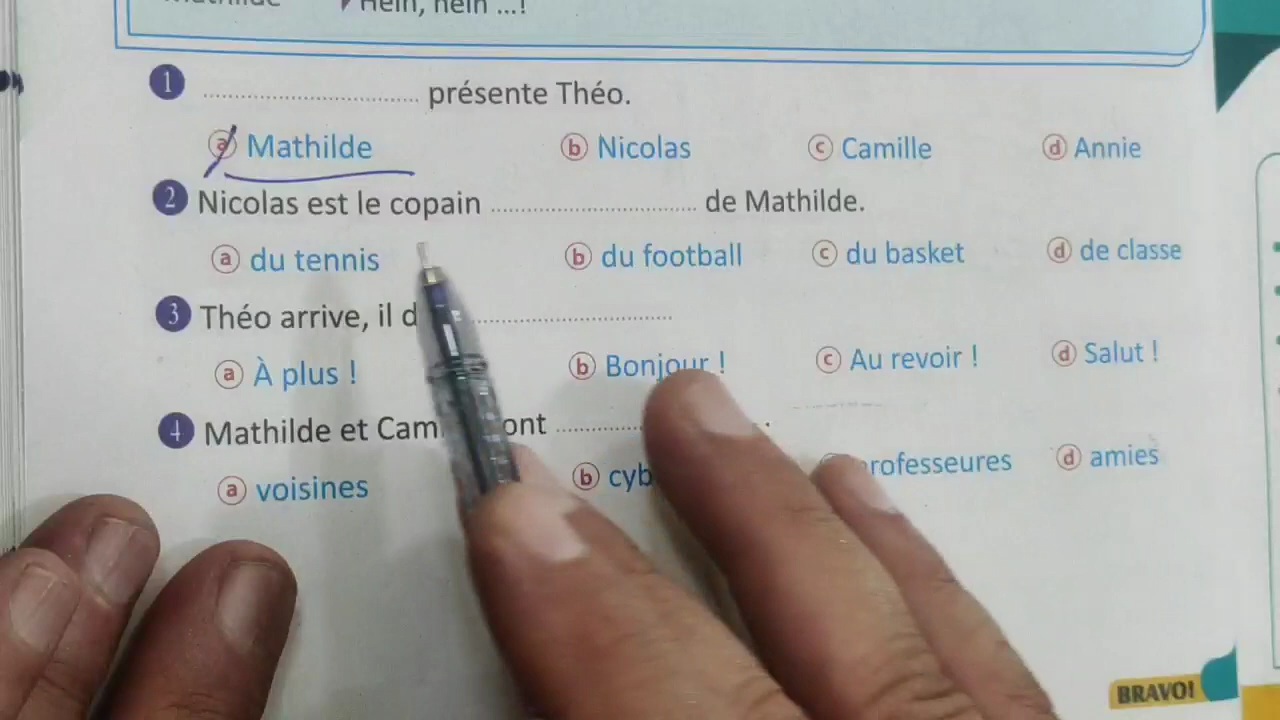 Hein, hein ...!
1 ........................ présente Théo.
a Mathilde b Nicolas c Camille d Annie
2 Nicolas est le copain ........................ de Mathilde.
a du tennis b du football c du basket d de classe
3 Théo arrive, il d ........................
a À plus ! b Bonjour ! c Au revoir ! d Salut !
4 Mathilde et Cam ont ............ .
a voisines b cyb rofesseures d amies
BRAVO!